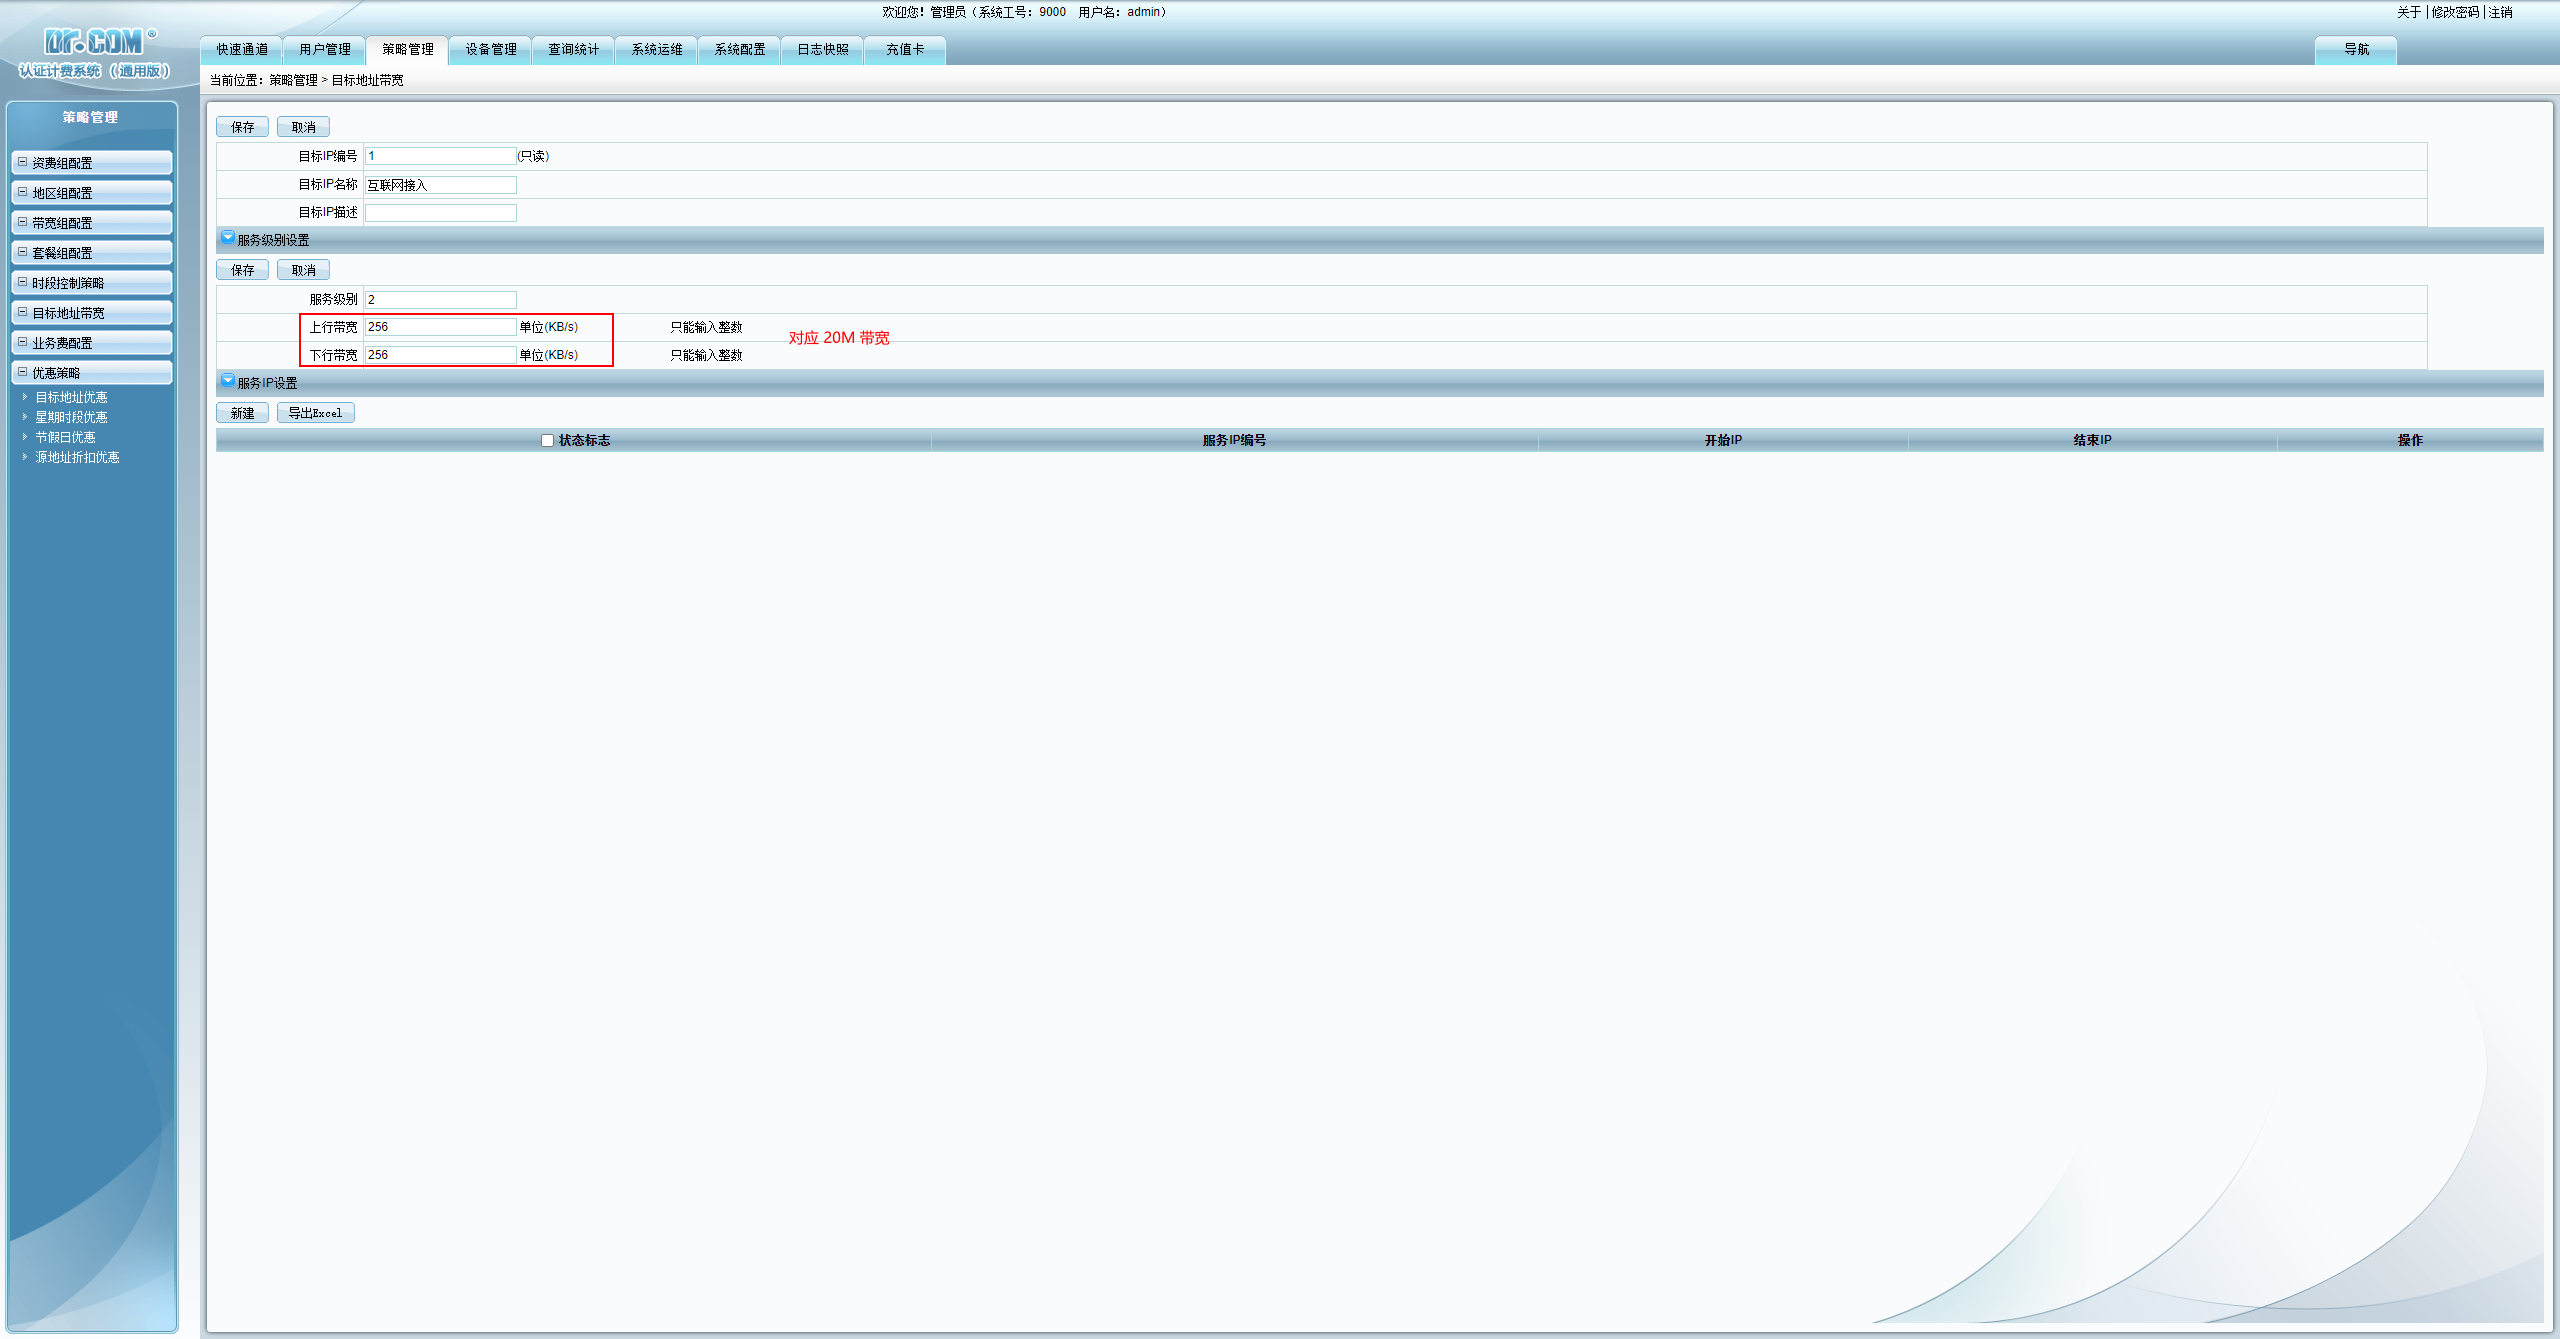 欢迎您！管理员（系统工号：9000 用户名：admin）
关于 | 修改密码 | 注销
Dr.COM®
认证计费系统（通用版）
快速通道 用户管理 策略管理 设备管理 查询统计 系统运维 系统配置 日志快照 充值卡 导航
当前位置：策略管理 > 目标地址带宽
策略管理
资费组配置
地区组配置
带宽组配置
套餐组配置
时段控制策略
目标地址带宽
业务费配置
优惠策略
目标地址优惠
星期时段优惠
节假日优惠
源地址折扣优惠
保存 取消
目标IP编号 1 (只读)
目标IP名称 互联网接入
目标IP描述
服务级别设置
保存 取消
服务级别 2
上行带宽 256 单位(KB/s) 只能输入整数
对应 20M 带宽
下行带宽 256 单位(KB/s) 只能输入整数
服务IP设置
新建 导出Excel
状态标志 服务IP编号 开始IP 结束IP 操作